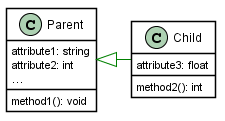 C Parent
attribute1: string
attribute2: int
...
method1(): void
C Child
attribute3: float
method2(): int